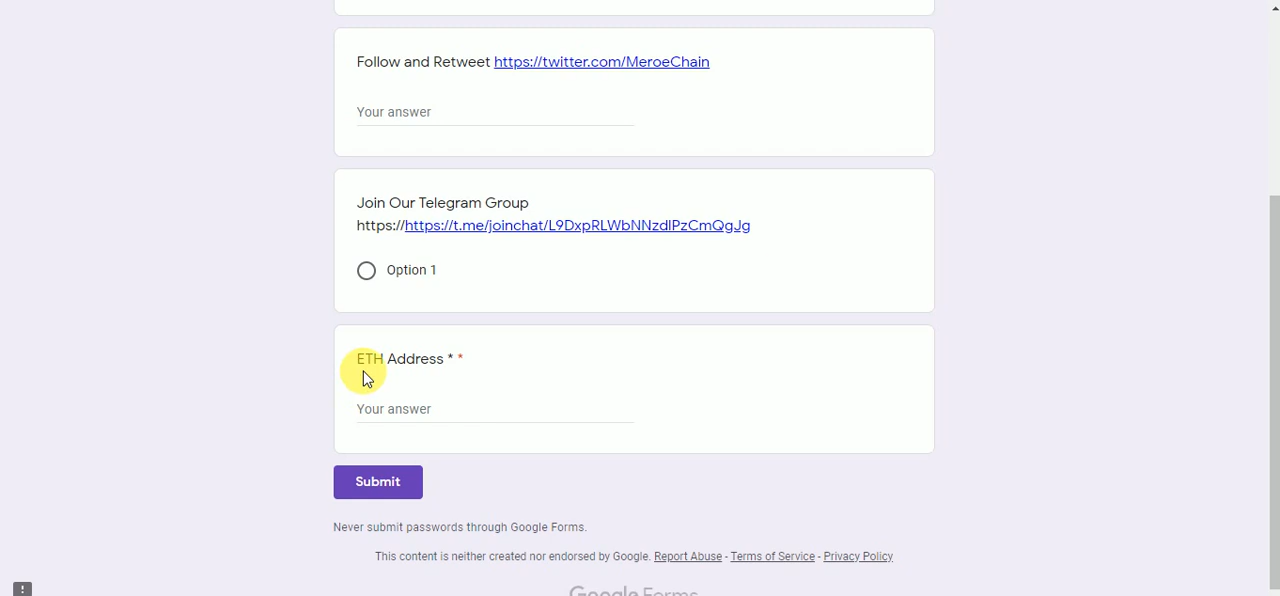 Follow and Retweet https://twitter.com/MeroeChain
Your answer
Join Our Telegram Group
https://https://t.me/joinchat/L9DxpRLWbNNzdlPzCmQgJg
Option 1
ETH Address * *
Your answer
Submit
Never submit passwords through Google Forms.
This content is neither created nor endorsed by Google. Report Abuse - Terms of Service - Privacy Policy
Google Forms